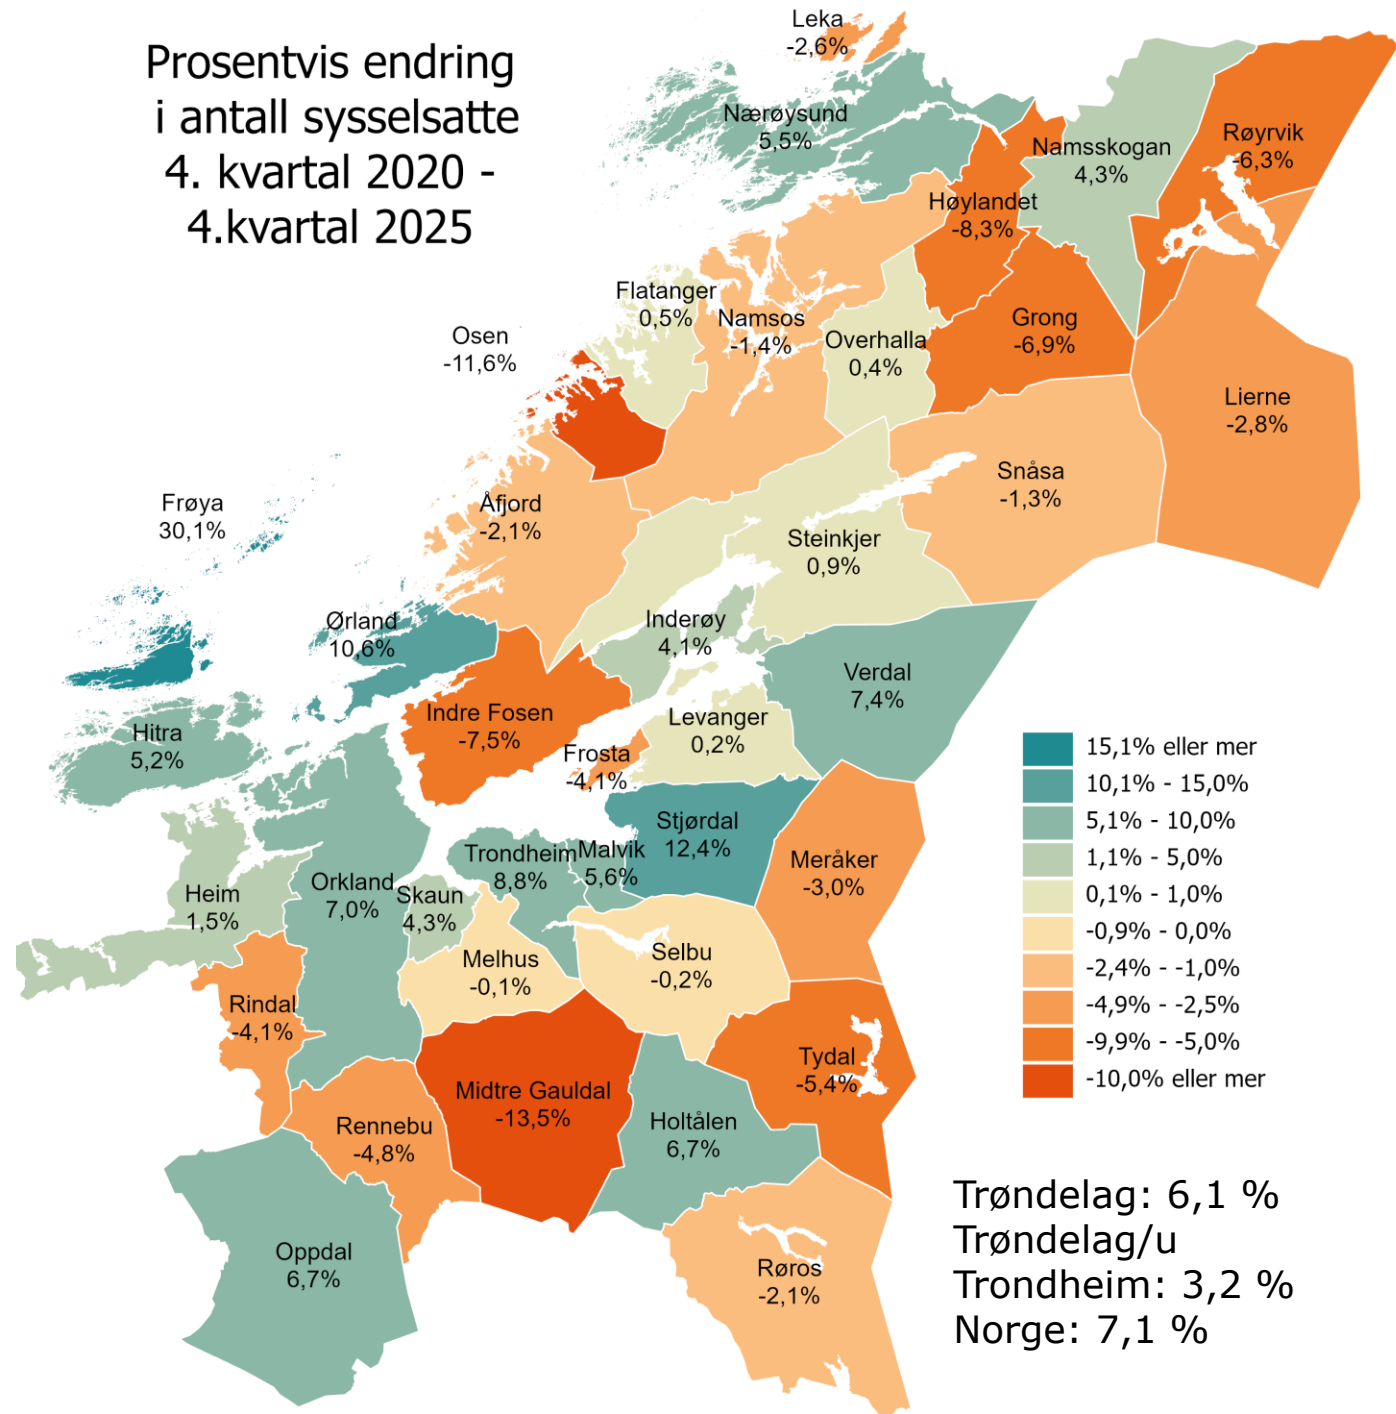 Prosentvis endring
i antall sysselsatte
4. kvartal 2020 -
4.kvartal 2025
Leka
-2,6%
Nærøysund
5,5%
Namsskogan
4,3%
Røyrvik
-6,3%
Høylandet
-8,3%
Flatanger
0,5%
Namsos
-1,4%
Overhalla
0,4%
Grong
-6,9%
Osen
-11,6%
Lierne
-2,8%
Snåsa
-1,3%
Frøya
30,1%
Åfjord
-2,1%
Steinkjer
0,9%
Ørland
10,6%
Inderøy
4,1%
Verdal
7,4%
Indre Fosen
-7,5%
Levanger
0,2%
Hitra
5,2%
Frosta
-4,1%
Stjørdal
12,4%
Trondheim
8,8%
Malvik
5,6%
Meråker
-3,0%
Heim
1,5%
Orkland
7,0%
Skaun
4,3%
Melhus
-0,1%
Selbu
-0,2%
Rindal
-4,1%
Tydal
-5,4%
Midtre Gauldal
-13,5%
Rennebu
-4,8%
Holtålen
6,7%
Oppdal
6,7%
Røros
-2,1%
15,1% eller mer
10,1% - 15,0%
5,1% - 10,0%
1,1% - 5,0%
0,1% - 1,0%
-0,9% - 0,0%
-2,4% - -1,0%
-4,9% - -2,5%
-9,9% - -5,0%
-10,0% eller mer
Trøndelag: 6,1 %
Trøndelag/u
Trondheim: 3,2 %
Norge: 7,1 %